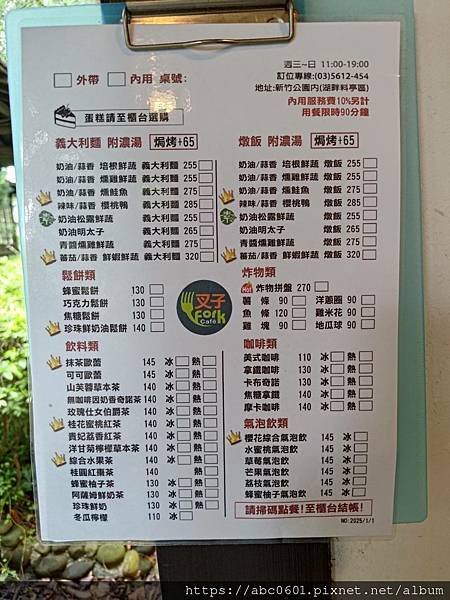 週三~日 11:00-19:00
訂位專線:(03)5612-454
地址:新竹公園內(湖畔料亭區)
外帶 內用 桌號:
內用服務費10%另計
用餐限時90分鐘
蛋糕請至櫃台選購
義大利麵 附濃湯 焗烤+65
奶油/蒜香 培根鮮蔬 義大利麵 255
奶油/蒜香 燻雞鮮蔬 義大利麵 255
奶油/蒜香 燻鮭魚 義大利麵 275
辣味/蒜香 櫻桃鴨 義大利麵 285
奶油松露鮮蔬 義大利麵 255
奶油明太子 義大利麵 265
青醬燻雞鮮蔬 義大利麵 275
蕃茄/蒜香 鮮蝦鮮蔬 義大利麵 320
燉飯 附濃湯 焗烤+65
奶油/蒜香 培根鮮蔬 燉飯 255
奶油/蒜香 燻雞鮮蔬 燉飯 255
奶油/蒜香 燻鮭魚 燉飯 275
辣味/蒜香 櫻桃鴨 燉飯 285
奶油松露鮮蔬 燉飯 255
奶油明太子 燉飯 265
青醬燻雞鮮蔬 燉飯 275
蕃茄/蒜香 鮮蝦鮮蔬 燉飯 320
鬆餅類
蜂蜜鬆餅 130
巧克力鬆餅 130
焦糖鬆餅 130
珍珠鮮奶油鬆餅 140
叉子
Fork
Café
炸物類
炸物拼盤 270
薯條 90 洋蔥圈 90
魚條 120 雞米花 90
雞塊 90 地瓜球 90
飲料類
抹茶歐蕾 145 冰 熱
可可歐蕾 145 冰 熱
山芙蓉草本茶 140 冰 熱
無咖啡因奶香奇諾茶 140 冰 熱
玫瑰仕女伯爵茶 140 冰 熱
桂花蜜桃紅茶 140 冰 熱
貴妃荔香紅茶 140 冰 熱
洋甘菊檸檬草本茶 140 冰 熱
綜合水果茶 140 冰 熱
桂圓紅棗茶 140 熱
蜂蜜柚子茶 130 冰 熱
阿薩姆鮮奶茶 130 冰 熱
珍珠鮮奶 130 冰 熱
冬瓜檸檬 110 冰
咖啡類
美式咖啡 110 冰 熱
拿鐵咖啡 130 冰 熱
卡布奇諾 130 冰 熱
焦糖拿鐵 140 冰 熱
摩卡咖啡 140 冰 熱
氣泡飲類
櫻花綜合氣泡飲 145 冰
水蜜桃氣泡飲 145 冰
草莓氣泡飲 145 冰
芒果氣泡飲 145 冰
荔枝氣泡飲 145 冰
蜂蜜柚子氣泡飲 145 冰
請掃碼點餐!至櫃台結帳!
NO:2025/1/1
https://abc0601.pixnet.net/album